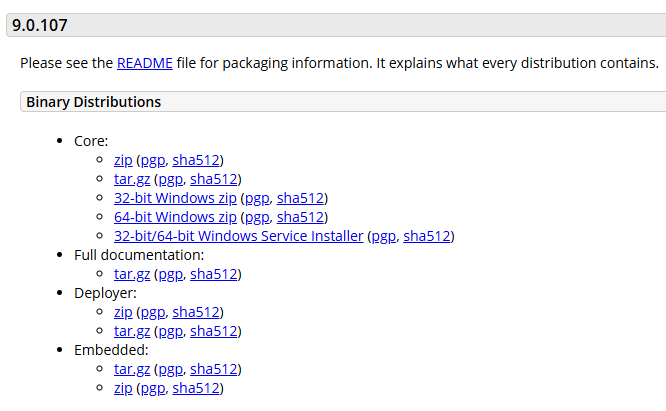 9.0.107
Please see the README file for packaging information. It explains what every distribution contains.
Binary Distributions
Core:
zip (pgp, sha512)
tar.gz (pgp, sha512)
32-bit Windows zip (pgp, sha512)
64-bit Windows zip (pgp, sha512)
32-bit/64-bit Windows Service Installer (pgp, sha512)
Full documentation:
tar.gz (pgp, sha512)
Deployer:
zip (pgp, sha512)
tar.gz (pgp, sha512)
Embedded:
tar.gz (pgp, sha512)
zip (pgp, sha512)